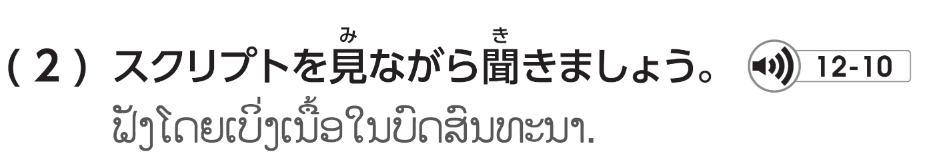 ( 2 ) スクリプトを見ながら聞きましょう。 12-10
ຟັງໂດຍເບິ່ງເນື້ອໃນບົດສົນທະນາ.